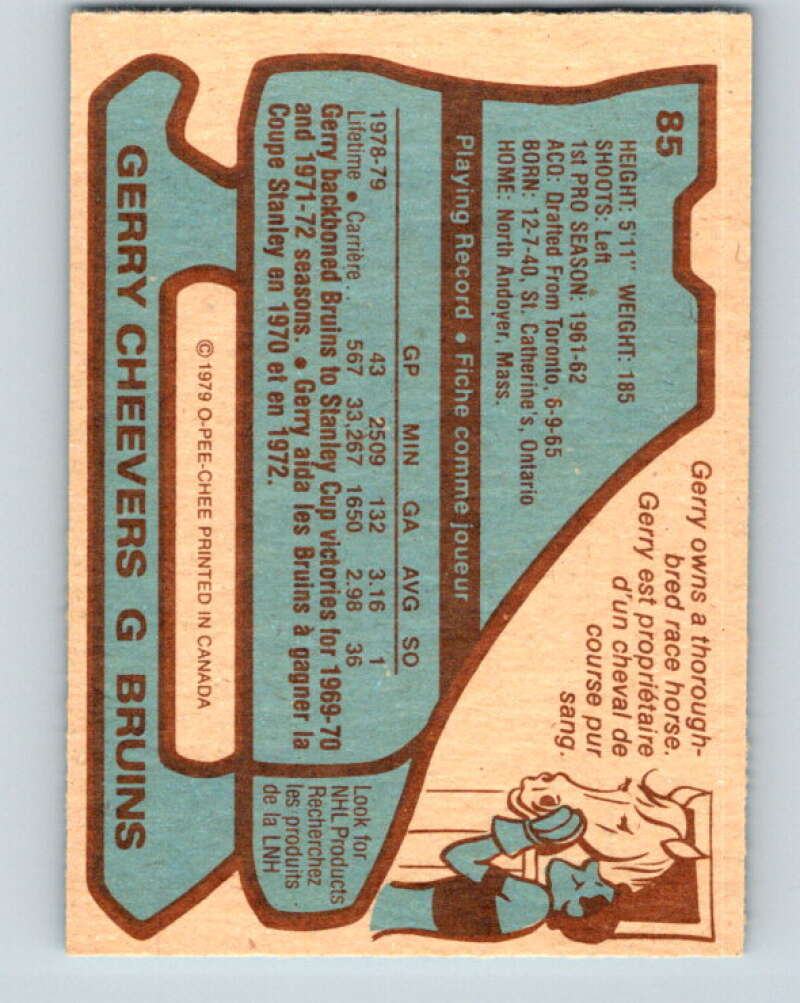 85
HEIGHT: 5'11" WEIGHT: 185
SHOOTS: Left
1st PRO SEASON: 1961-62
ACQ: Drafted From Toronto, 6-9-65
BORN: 12-7-40, St. Catherine's, Ontario
HOME: North Andover, Mass.
Gerry owns a thorough-
bred race horse.
Gerry est propriétaire
d'un cheval de
course pur
sang.
Playing Record • Fiche comme joueur
GP MIN GA AVG SO
1978-79 43 2509 132 3.16 1
Lifetime • Carrière . . 567 33,267 1650 2.98 36
Gerry backboned Bruins to Stanley Cup victories for 1969-70
and 1971-72 seasons. • Gerry aida les Bruins à gagner la
Coupe Stanley en 1970 et en 1972.
Look for
NHL Products
Recherchez
les produits
de la LNH
© 1979 O-PEE-CHEE PRINTED IN CANADA
GERRY CHEEVERS G BRUINS